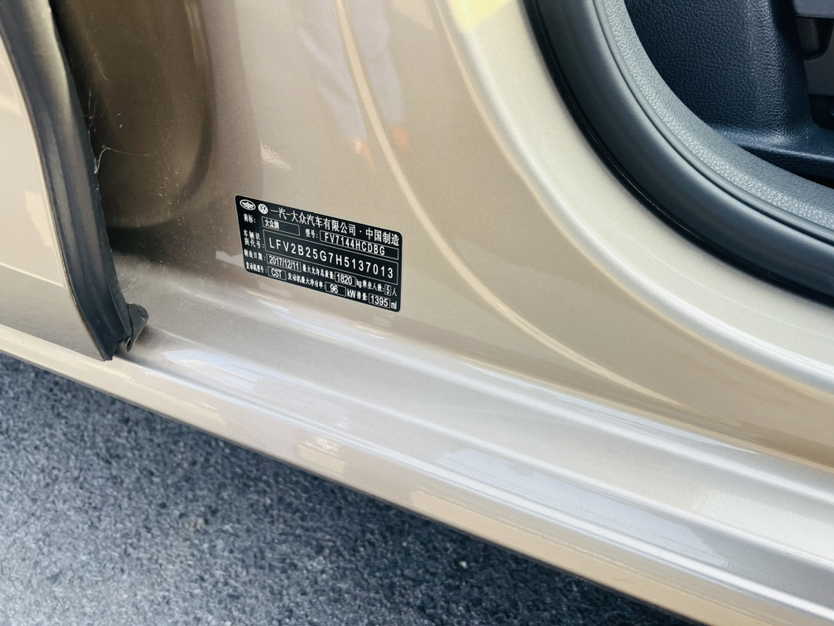 一汽-大众汽车有限公司·中国制造
商标: 大众牌 型号: FV7144HCDBG
车辆识别代号: LFV2B25G7H5137013
制造日期: 2017/12/11 最大允许总质量: 1820 kg 乘坐人数: 5 人
发动机型号: CST 发动机最大净功率: 96 kW 排量: 1395 ml